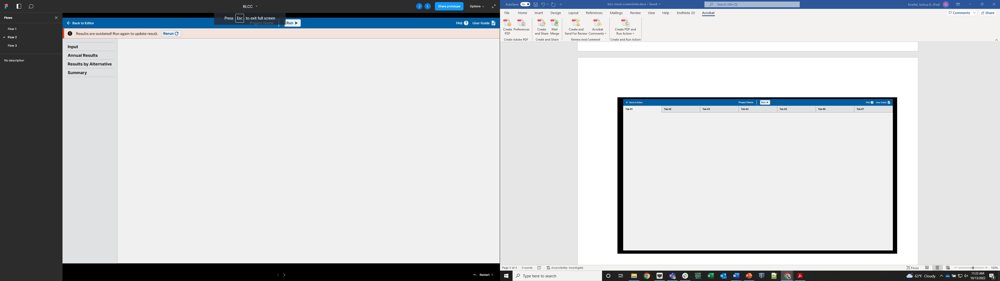 BLCC
J
L
Share prototype
Options
Flows
Flow 1
Flow 2
Flow 3
No description
Press Esc to exit full screen
Back to Editor
Project Name
Run
FAQ
User Guide
Results are outdated! Run again to update result.
Rerun
Input
Annual Results
Results by Alternative
Summary
Restart R
AutoSave On
blcc mock screenshots.docx • Saved
Search (Alt+Q)
Kneifel, Joshua D. (Fed)
KJ
File Home Insert Design Layout References Mailings Review View Help EndNote 20 Acrobat
Comments
Share
Create PDF
Preferences
Create and Share
Mail Merge
Create and Send For Review
Acrobat Comments
Create PDF and Run Action
Create Adobe PDF
Create and Share
Review And Comment
Create and Run Action
Back to Editor
Project Name
Run
FAQ
User Guide
Tab #1 Tab #2 Tab #3 Tab #4 Tab #5 Tab #6 Tab #7
Page 3 of 4
0 words
Accessibility: Investigate
Focus
160%
Type here to search
63°F Cloudy
11:23 AM
10/13/2022